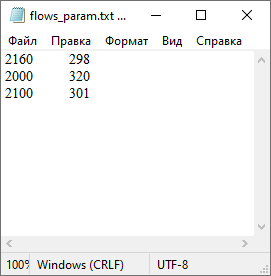 flows_param.txt ...
Файл Правка Формат Вид Справка
2160 298
2000 320
2100 301
100% Windows (CRLF) UTF-8